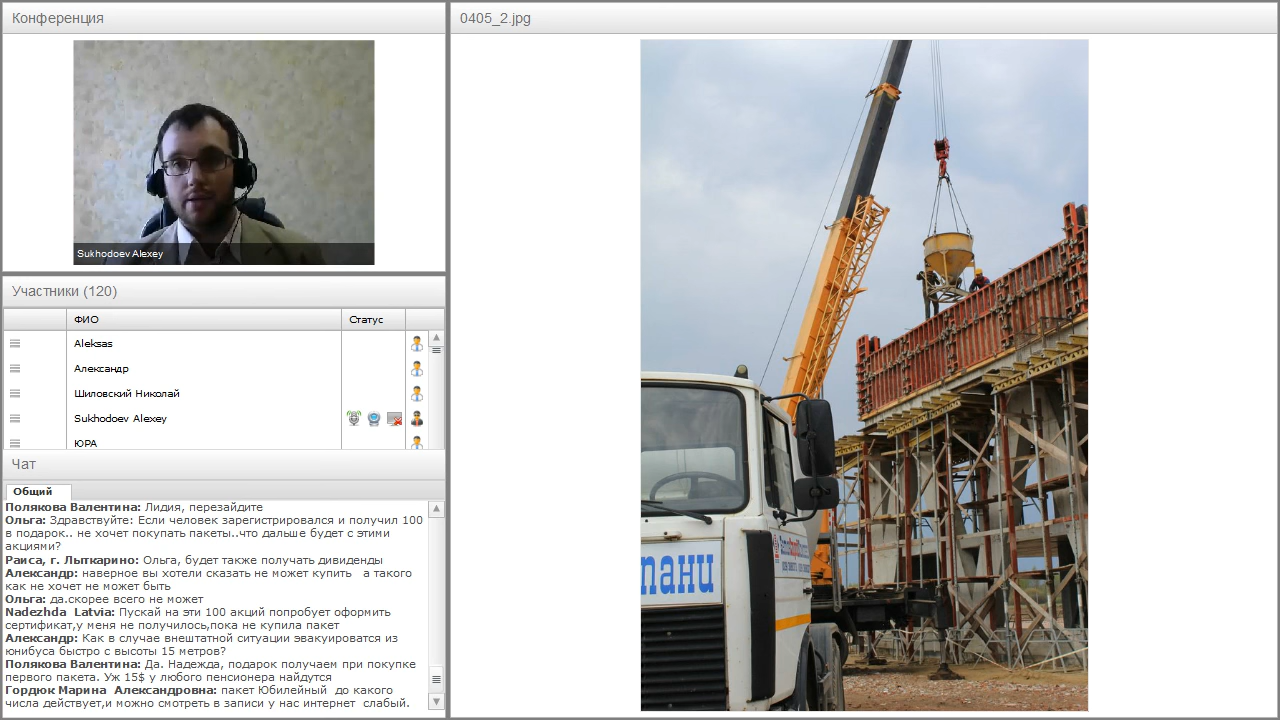 Конференция
0405_2.jpg
Sukhodoev Alexey
Участники (120)
ФИО
Статус
Aleksas
Александр
Шиловский Николай
Sukhodoev Alexey
ЮРА
Чат
Общий
Полякова Валентина: Лидия, перезайдите
Ольга: Здравствуйте: Если человек зарегистрировался и получил 100
в подарок.. не хочет покупать пакеты..что дальше будет с этими
акциями?
Раиса, г. Лынзарино: Ольга, будет также получать дивиденды
Александр: наверное вы хотели сказать не может купить а такого
как не хочет не может быть
Ольга: да.скорей всего не может
Nadezhda Latvia: Пускай на эти 100 акций попробует оформить
сертификат,у меня не получилось,пока не купила пакет
Александр: Как в случае внештатной ситуации эвакуироватся из
юнибуса быстро с высоты 15 метров?
Полякова Валентина: Да, Надежда, подарок получаем при покупке
первого пакета. Уж 15$ у любого пенсионера найдутся
Гордюк Марина Александровна: пакет Юбилейный до какого
числа действует и можно смотреть в записи у нас интернет слабый.
пани